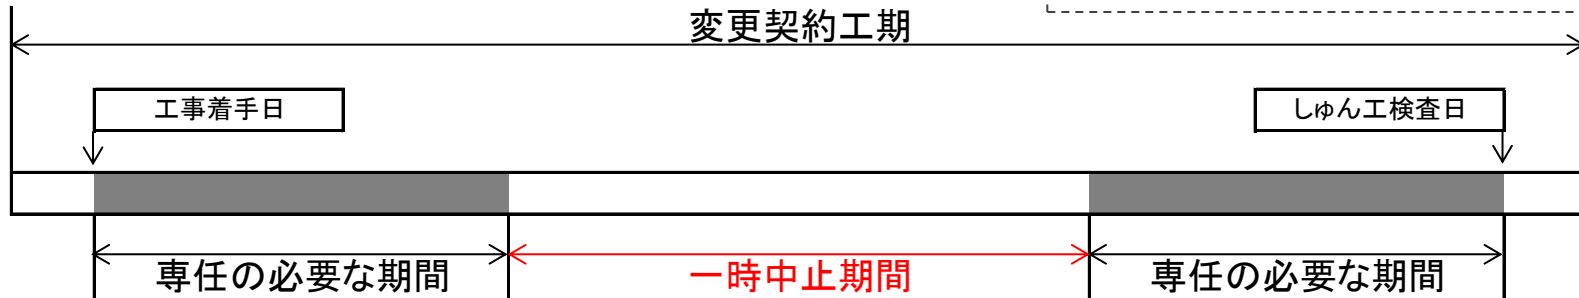 変更契約工期
工事着手日
しゅん工検査日
専任の必要な期間
一時中止期間
専任の必要な期間